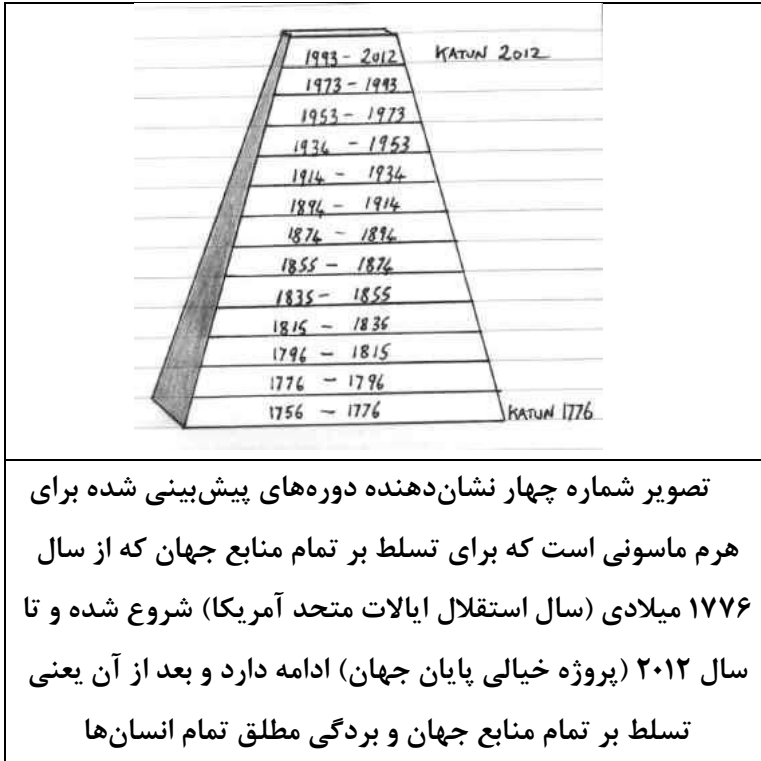 1993 - 2012 KATUN 2012
1973 - 1993
1953 - 1973
1934 - 1953
1914 - 1934
1894 - 1914
1874 - 1894
1855 - 1874
1835 - 1855
1815 - 1835
1796 - 1815
1776 - 1796
1756 - 1776 KATUN 1776
تصویر شماره چهار نشان‌دهنده دوره‌های پیش‌بینی شده برای
هرم ماسونی است که برای تسلط بر تمام منابع جهان که از سال
۱۷۷۶ میلادی (سال استقلال ایالات متحد آمریکا) شروع شده و تا
سال ۲۰۱۲ (پروژه خیالی پایان جهان) ادامه دارد و بعد از آن یعنی
تسلط بر تمام منابع جهان و بردگی مطلق تمام انسان‌ها